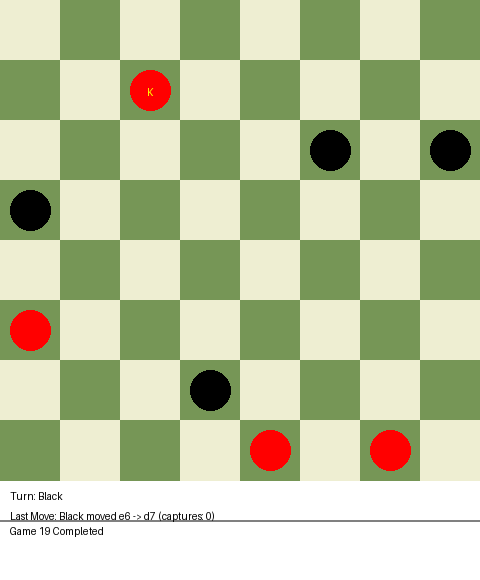 K
Turn: Black
Last Move: Black moved e6 -> d7 (captures: 0)
Game 19 Completed